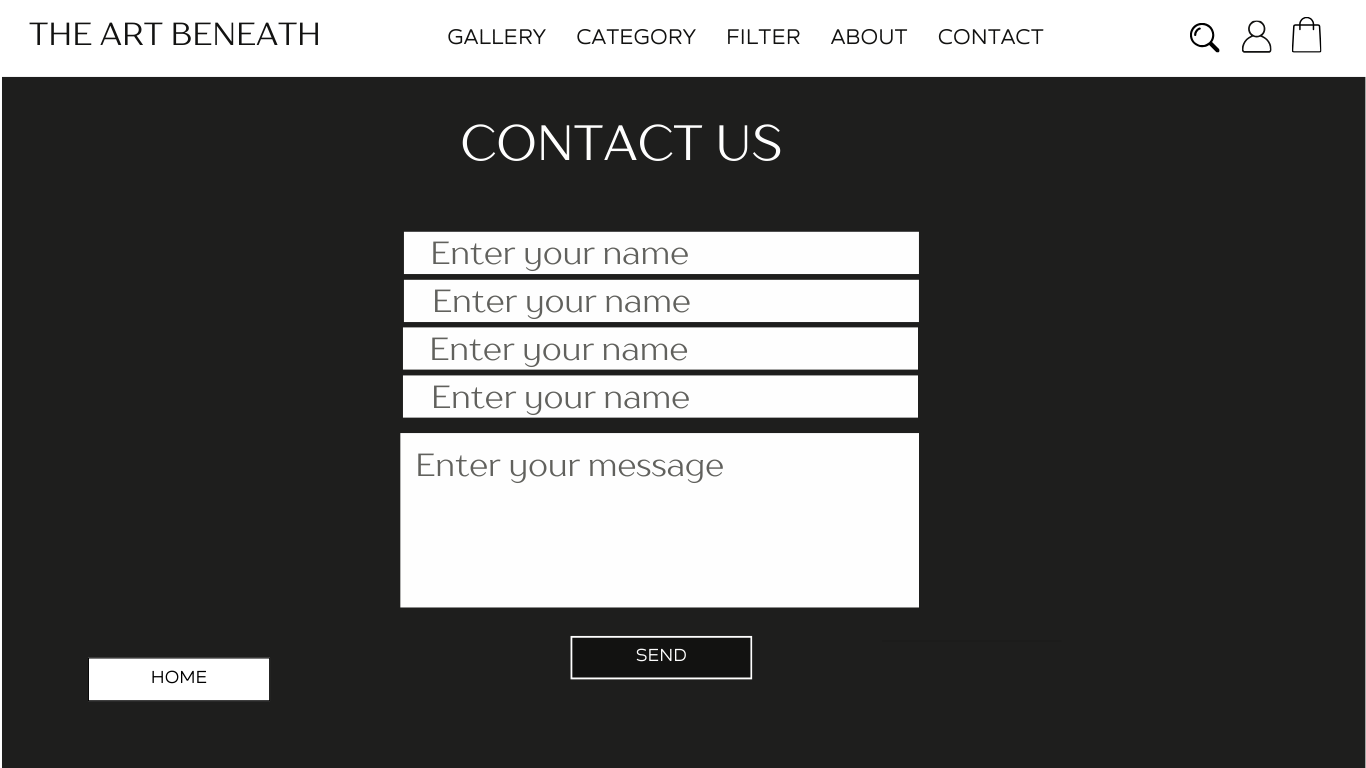 THE ART BENEATH
GALLERY CATEGORY FILTER ABOUT CONTACT
CONTACT US
Enter your name
Enter your name
Enter your name
Enter your name
Enter your message
SEND
HOME